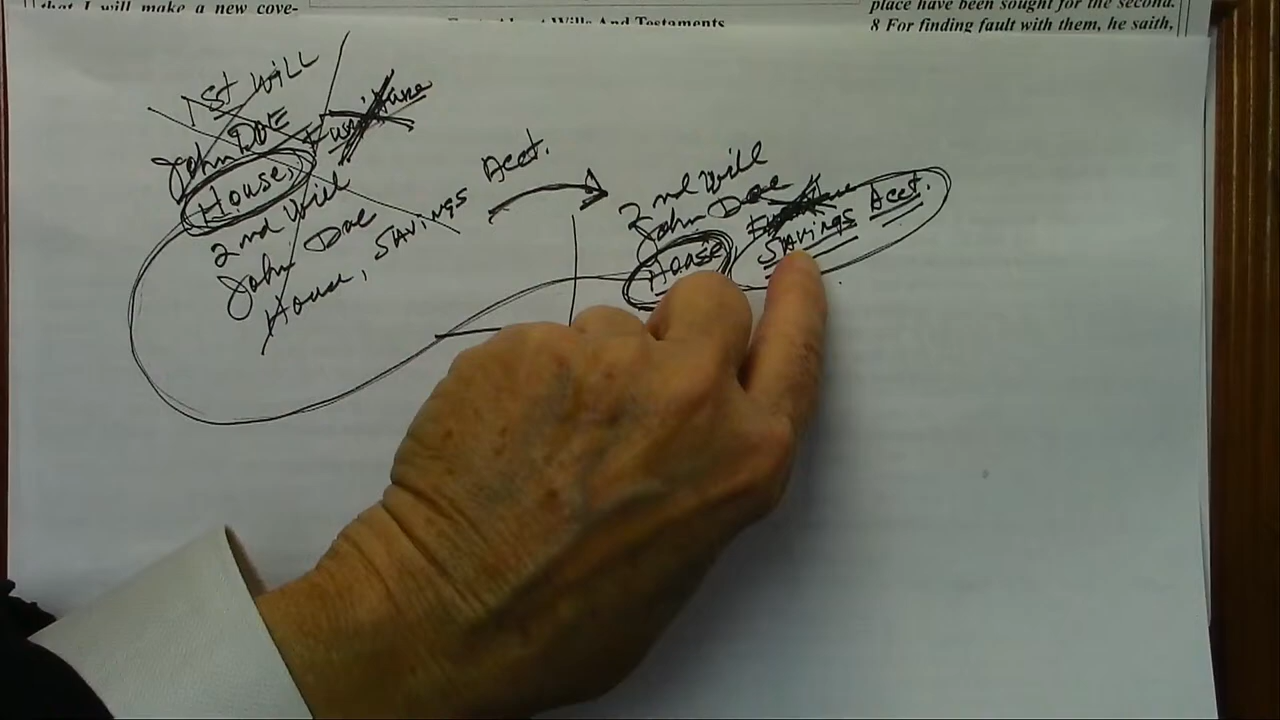 that I will make a new cove-
Wills And Testaments
place have been sought for the second.
8 For finding fault with them, he saith,
1ST WILL
John DOE
House,
2nd Will
John Doe
House, SAVINGS Acct.
2nd Will
John Doe
House
SAVINGS Acct.